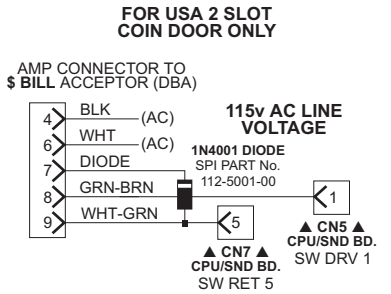 FOR USA 2 SLOT
COIN DOOR ONLY
AMP CONNECTOR TO
$ BILL ACCEPTOR (DBA)
4 BLK (AC)
6 WHT (AC)
7 DIODE
8 GRN-BRN
9 WHT-GRN
115v AC LINE
VOLTAGE
1N4001 DIODE
SPI PART No.
112-5001-00
1
▲ CN5 ▲
CPU/SND BD.
SW DRV 1
5
▲ CN7 ▲
CPU/SND BD.
SW RET 5